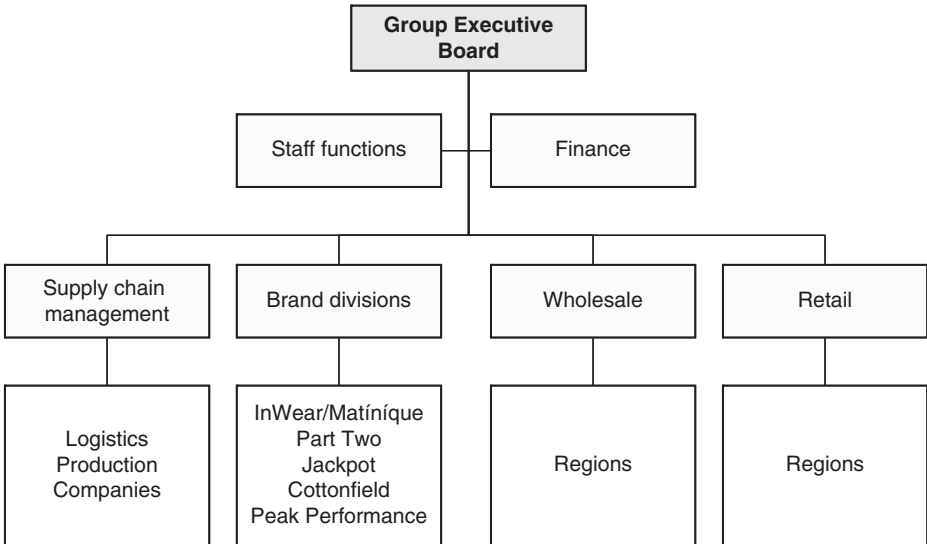 Group Executive
Board
Staff functions
Finance
Supply chain
management
Brand divisions
Wholesale
Retail
Logistics
Production
Companies
InWear/Matíníque
Part Two
Jackpot
Cottonfield
Peak Performance
Regions
Regions